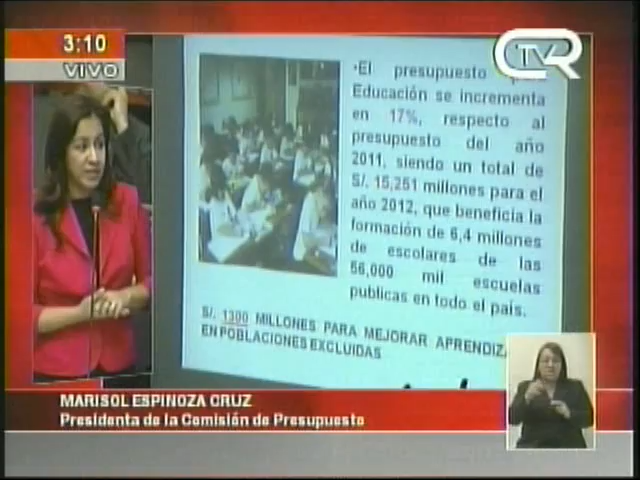 3:10
VIVO
CTVR
•El presupuesto
Educación se incrementa
en 17%, respecto al
presupuesto del año
2011, siendo un total de
S/. 15,251 millones para el
año 2012, que beneficia la
formación de 6,4 millones
de escolares de las
56,000 mil escuelas
publicas en todo el país.
S/. 1300 MILLONES PARA MEJORAR
EN POBLACIONES EXCLUIDAS
MARISOL ESPINOZA CRUZ
Presidenta de la Comisión de Presupuesto